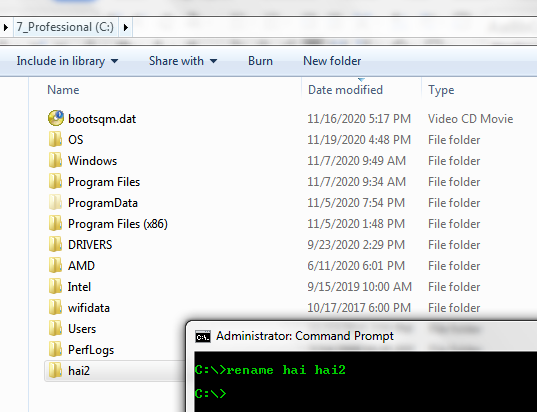 7_Professional (C:)
Include in library Share with Burn New folder
Name Date modified Type
bootsqm.dat 11/16/2020 5:17 PM Video CD Movie
OS 11/19/2020 4:48 PM File folder
Windows 11/7/2020 9:49 AM File folder
Program Files 11/7/2020 9:34 AM File folder
ProgramData 11/5/2020 7:54 PM File folder
Program Files (x86) 11/5/2020 1:48 PM File folder
DRIVERS 9/23/2020 2:29 PM File folder
AMD 6/11/2020 6:01 PM File folder
Intel 9/15/2019 10:00 AM File folder
wifidata 10/17/2017 6:00 PM File folder
Users
PerfLogs
hai2
Administrator: Command Prompt
C:\>rename hai hai2
C:\>